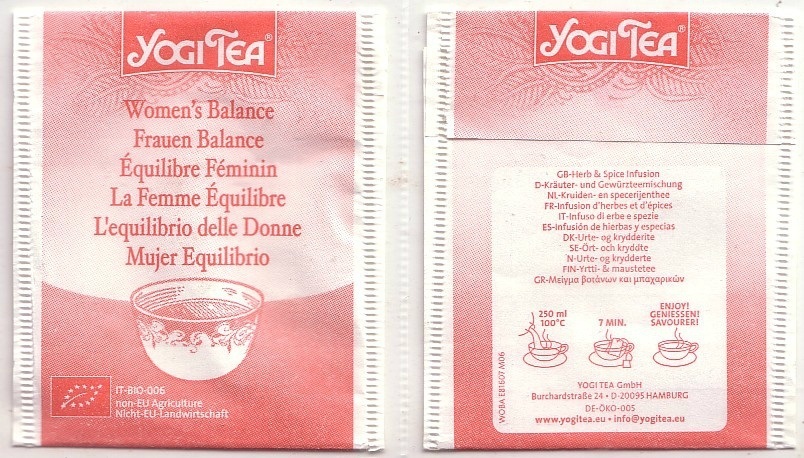 YOGI TEA®
Women's Balance
Frauen Balance
Équilibre Féminin
La Femme Équilibre
L'equilibrio delle Donne
Mujer Equilibrio
IT-BIO-006
non-EU Agriculture
Nicht-EU-Landwirtschaft
YOGI TEA®
GB-Herb & Spice Infusion
D-Kräuter- und Gewürzteemischung
NL-Kruiden- en specerijenthee
FR-Infusion d'herbes et d'épices
IT-Infuso di erbe e spezie
ES-Infusión de hierbas y especias
DK-Urte- og krydderite
SE-Ört- och kryddte
N-Urte- og krydderte
FIN-Yrtti- & maustetee
GR-Μείγμα βοτάνων και μπαχαρικών
250 ml
100°C
7 MIN.
ENJOY!
GENIESSEN!
SAVOURER!
WOBA E81607 M06
YOGI TEA GmbH
Burchardstraße 24 • D-20095 HAMBURG
DE-ÖKO-005
www.yogitea.eu • info@yogitea.eu